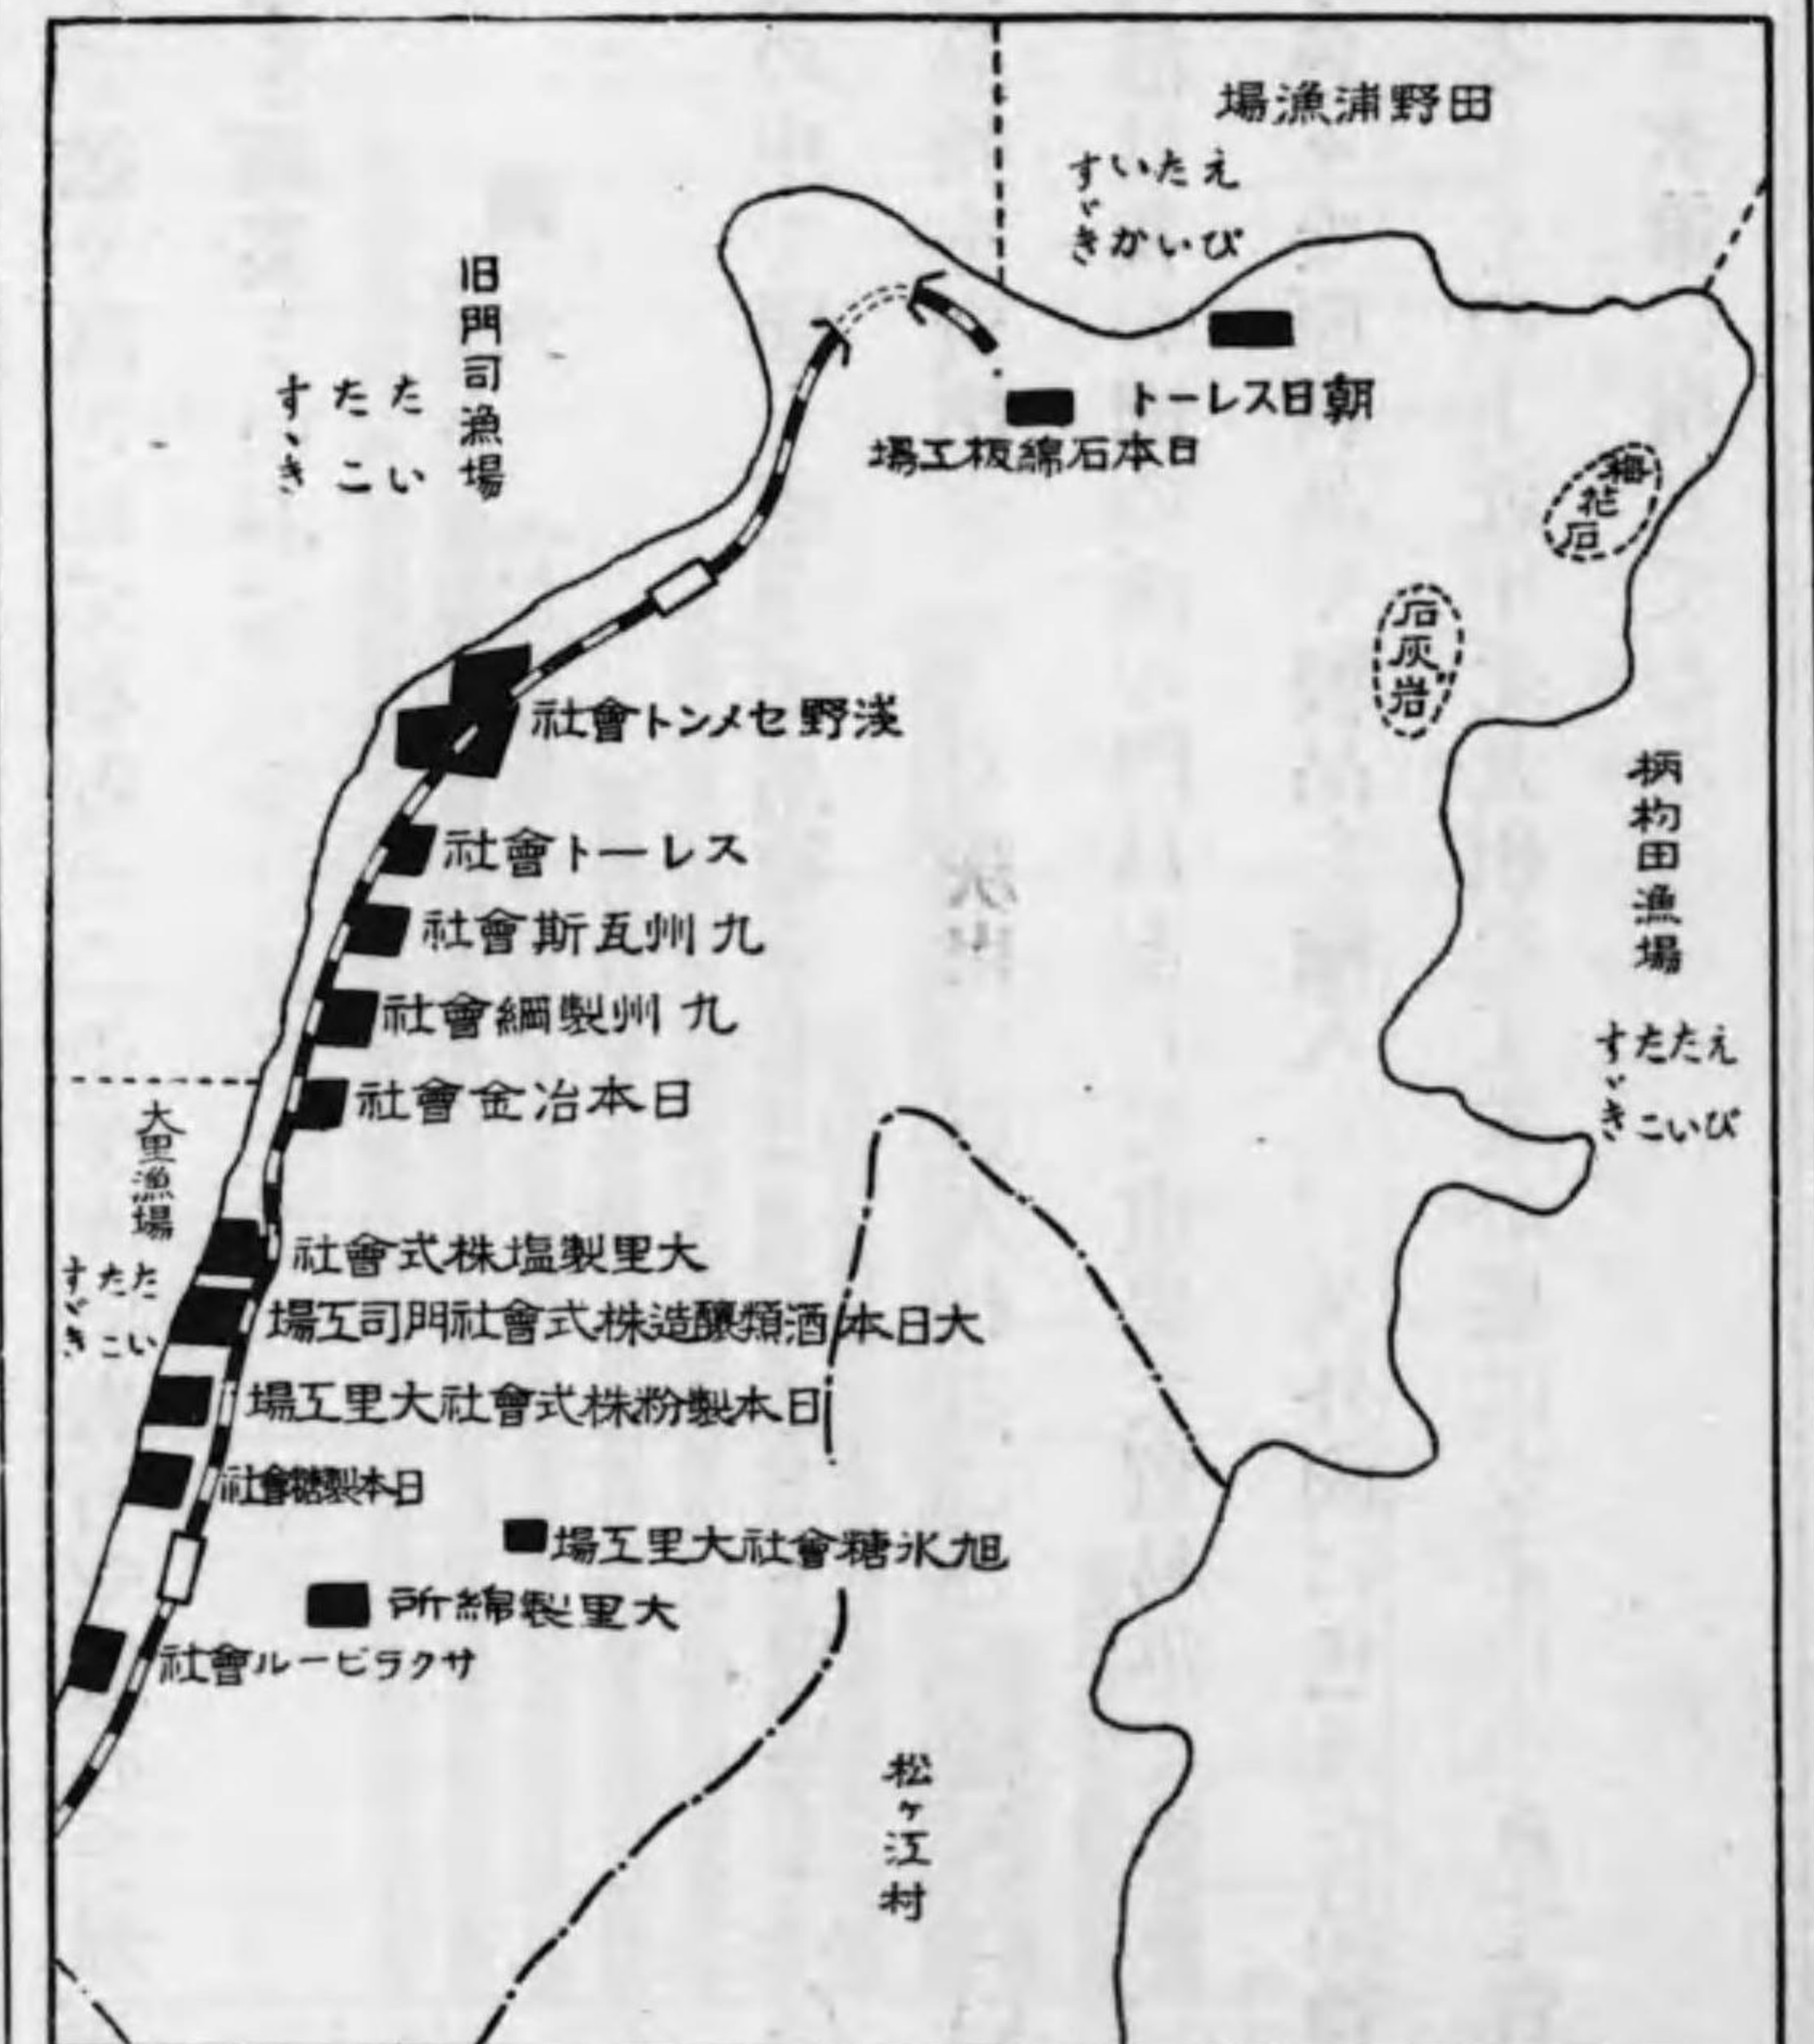 田野浦漁場
えび
たい
いか
すゞき
旧門司漁場
たい
たこ
すゝき
朝日スレート
日本石綿板工場
梅花石
石灰岩
浅野セメント會社
スレート會社
九州瓦斯會社
九州製綱會社
日本冶金會社
柄杓田漁場
えび
たい
たこ
すゞき
大里漁場
たい
たこ
すゞき
大里製塩株式會社
大日本酒類醸造株式會社門司工場
日本製粉株式會社大里工場
日本製糖會社
旭氷糖會社大里工場
大里製綿所
サクラビール會社
松ヶ江村